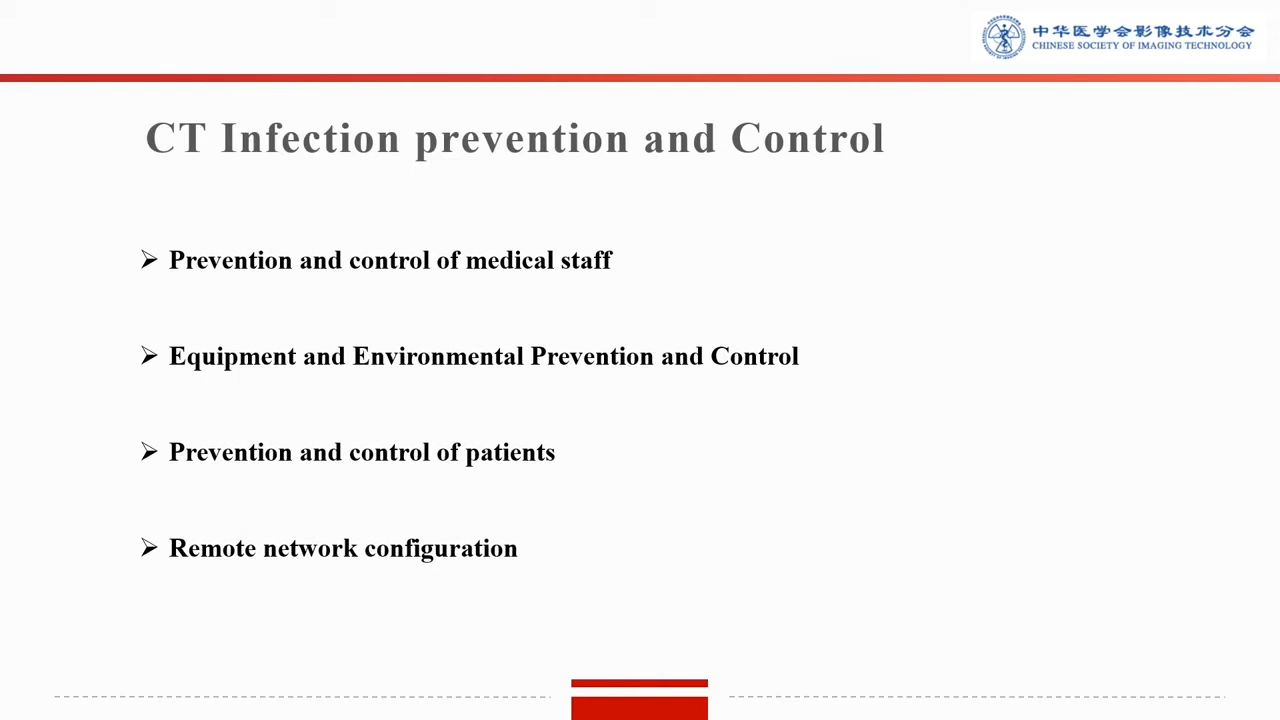 中华医学会影像技术分会
CHINESE SOCIETY OF IMAGING TECHNOLOGY
CT Infection prevention and Control
➢ Prevention and control of medical staff
➢ Equipment and Environmental Prevention and Control
➢ Prevention and control of patients
➢ Remote network configuration